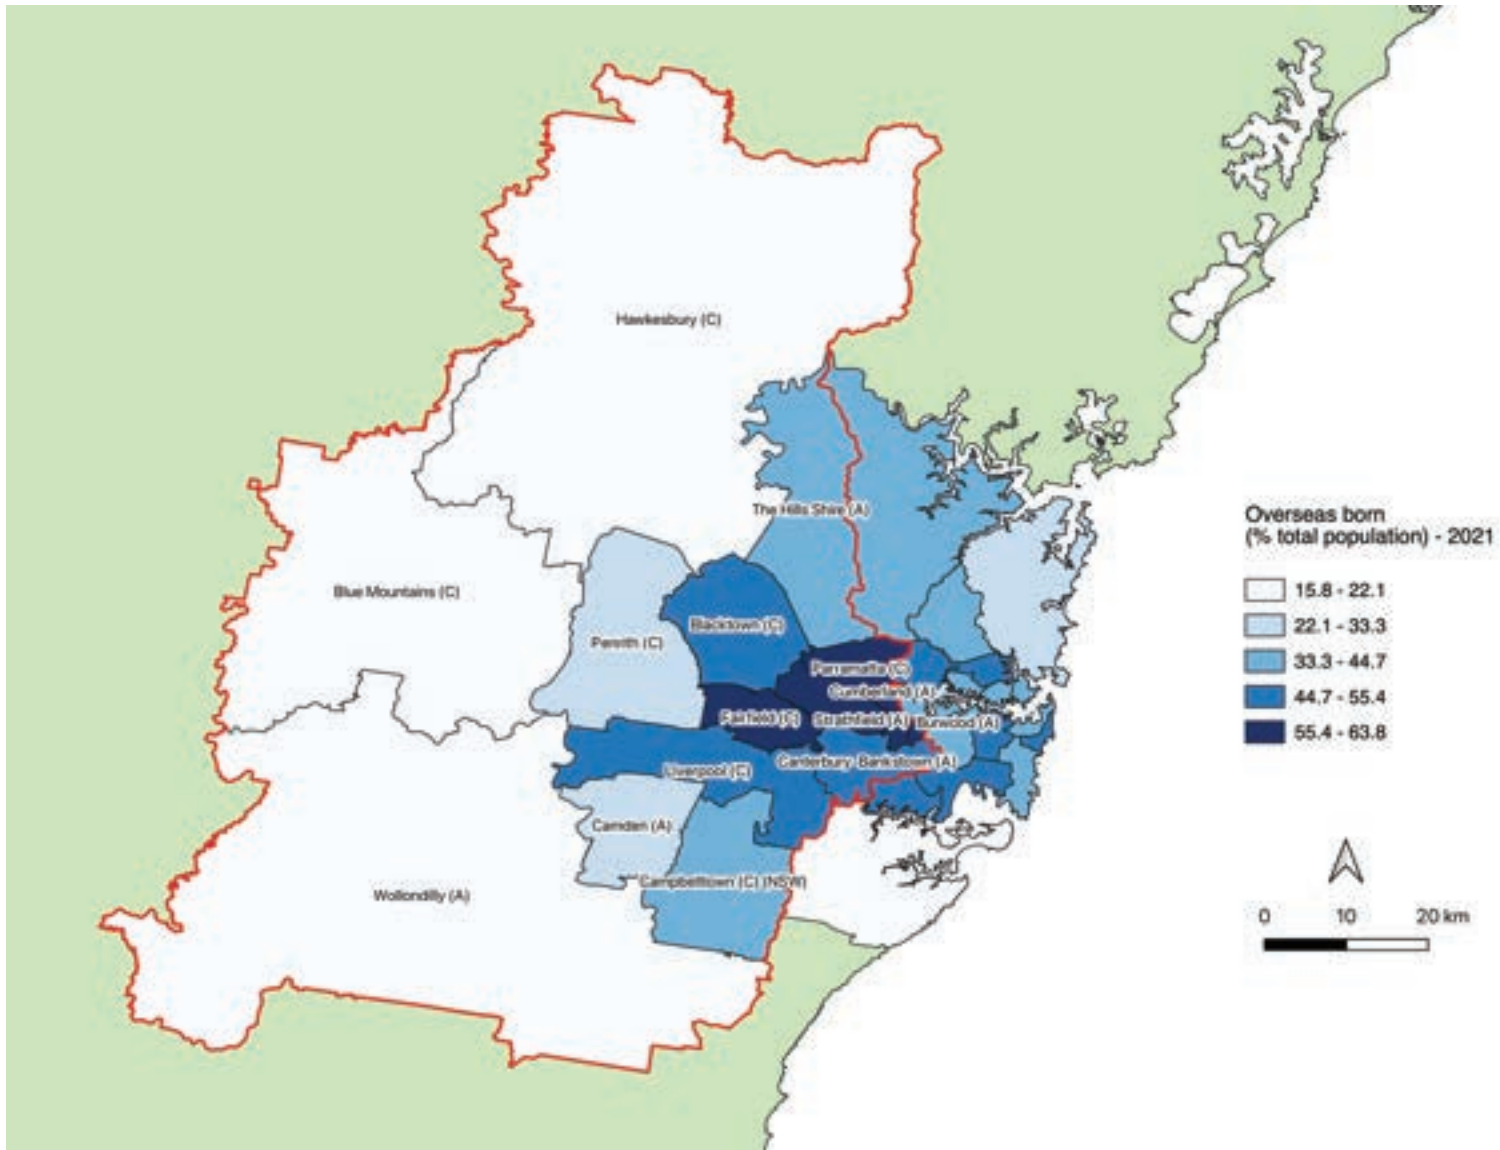 Hawkesbury (C)
The Hills Shire (A)
Overseas born
(% total population) - 2021
15.8 - 22.1
22.1 - 33.3
33.3 - 44.7
44.7 - 55.4
55.4 - 63.8
Blue Mountains (C)
Blacktown (C)
Penrith (C)
Parramatta (C)
Cumberland (A)
Fairfield (C)
Strathfield (A)
Burwood (A)
Canterbury-Bankstown (A)
Liverpool (C)
Camden (A)
Campbelltown (C) (NSW)
Wollondilly (A)
0 10 20 km